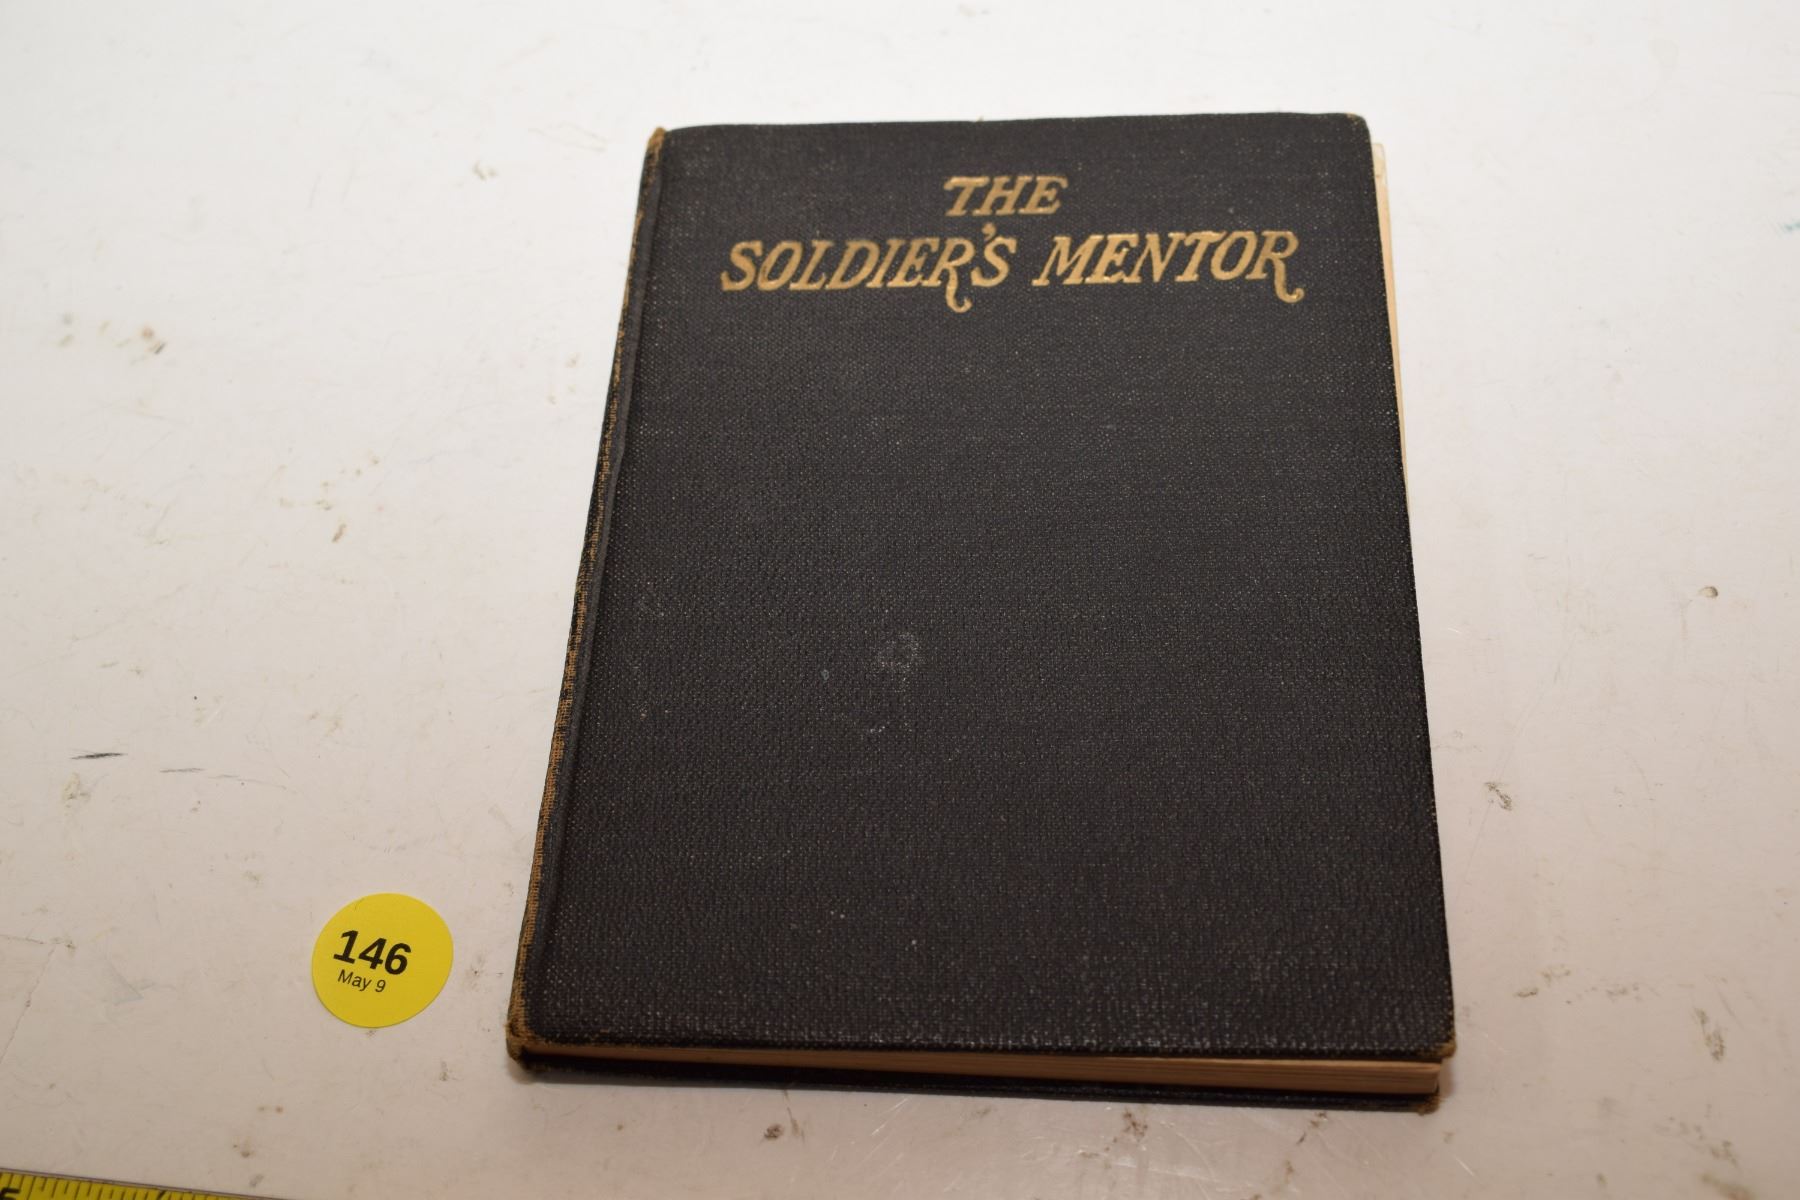 THE
SOLDIER'S MENTOR
146
May 9